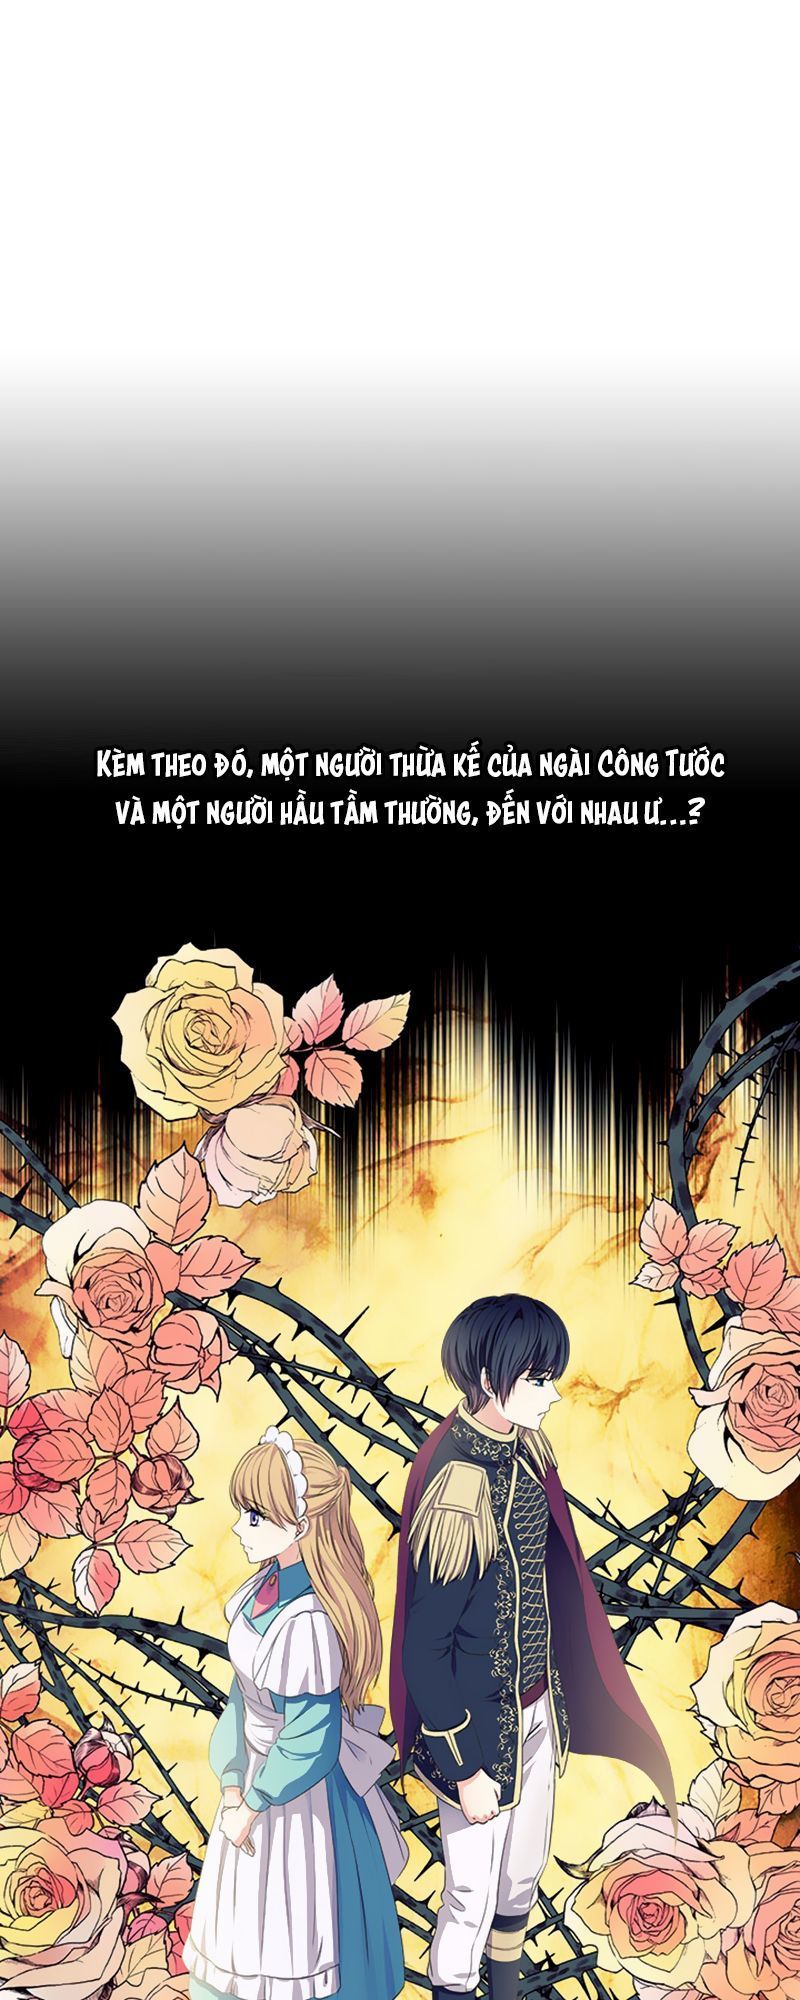 KÈM THEO ĐÓ, MỘT NGƯỜI THỪA KẾ CỦA NGÀI CÔNG TƯỚC
VÀ MỘT NGƯỜI HẦU TẦM THƯỜNG, ĐẾN VỚI NHAU Ư...?